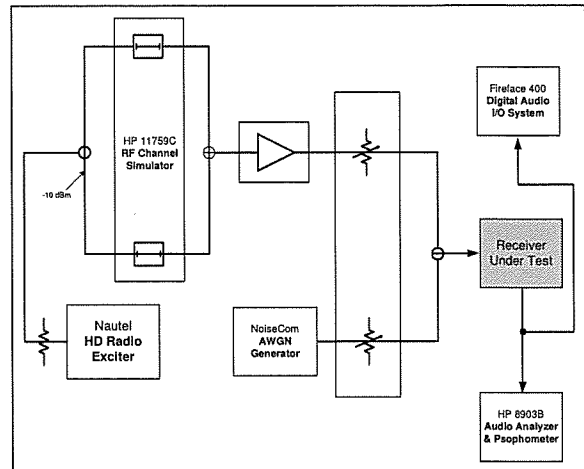 Fireface 400
Digital Audio
I/O System
HP 11759C
RF Channel
Simulator
-10 dBm
Receiver
Under Test
Nautel
HD Radio
Exciter
NoiseCom
AWGN
Generator
HP 8903B
Audio Analyzer
& Psophometer